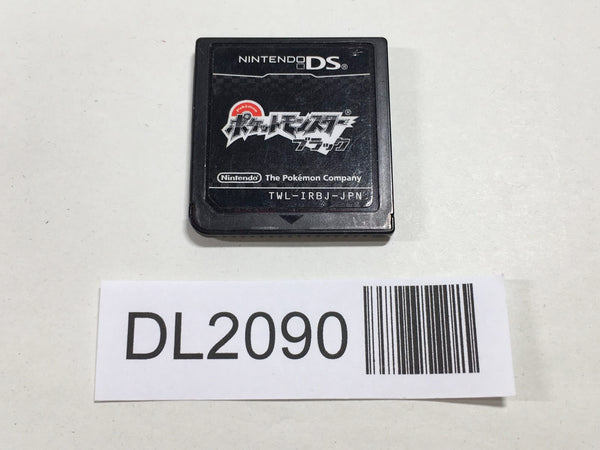 NINTENDO DS®
Pokémon
ポケットモンスター®
ブラック
Nintendo® The Pokémon Company
TWL-IRBJ-JPN
DL2090